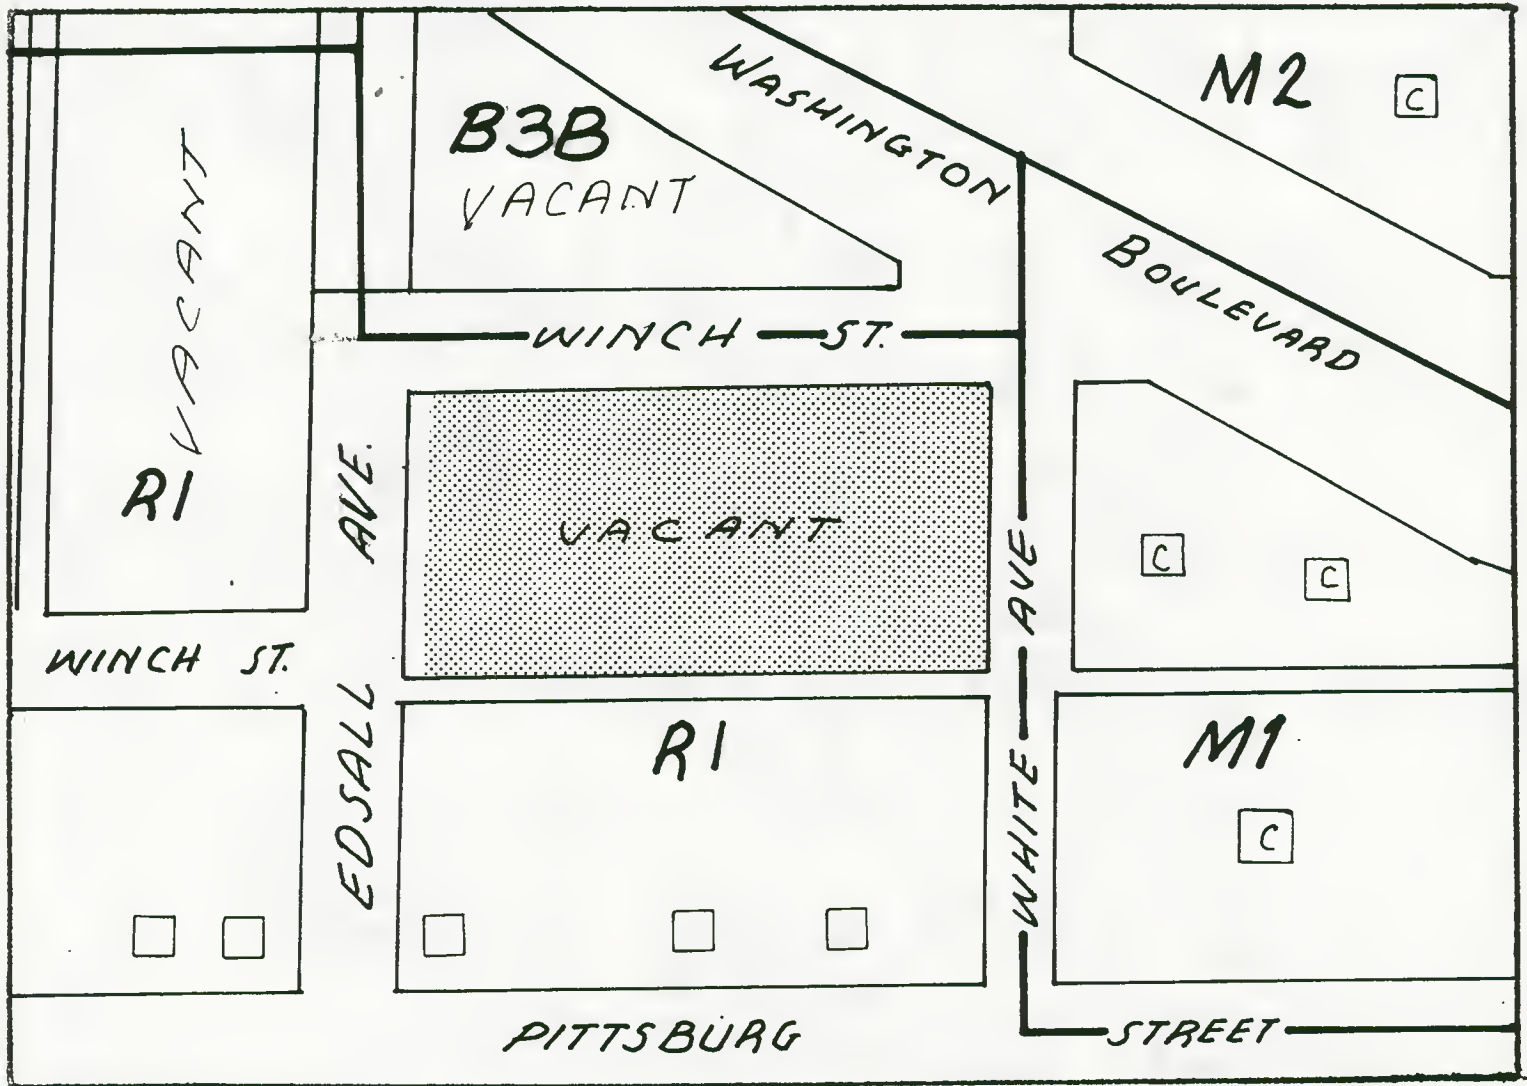 WASHINGTON
BOULEVARD
M2
C
B3B
VACANT
VACANT
R1
WINCH ST.
EDSALL AVE.
VACANT
WHITE AVE
C
C
WINCH ST.
R1
M1
C
PITTSBURG STREET